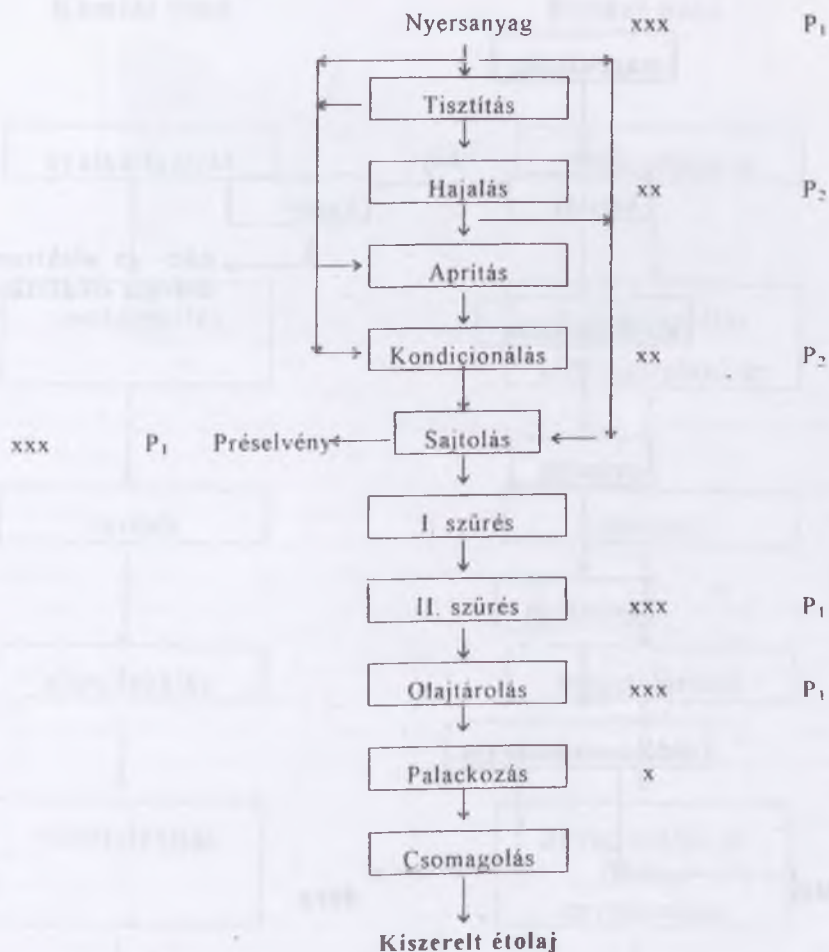 Nyersanyag xxx P₁
Tisztítás
Hajalás xx P₂
Aprítás
Kondicionálás xx P₂
xxx P₁ Préselvény Sajtolás
I. szűrés
II. szűrés xxx P₁
Olajtárolás xxx P₁
Palackozás x
Csomagolás
Kiszerelt étolaj